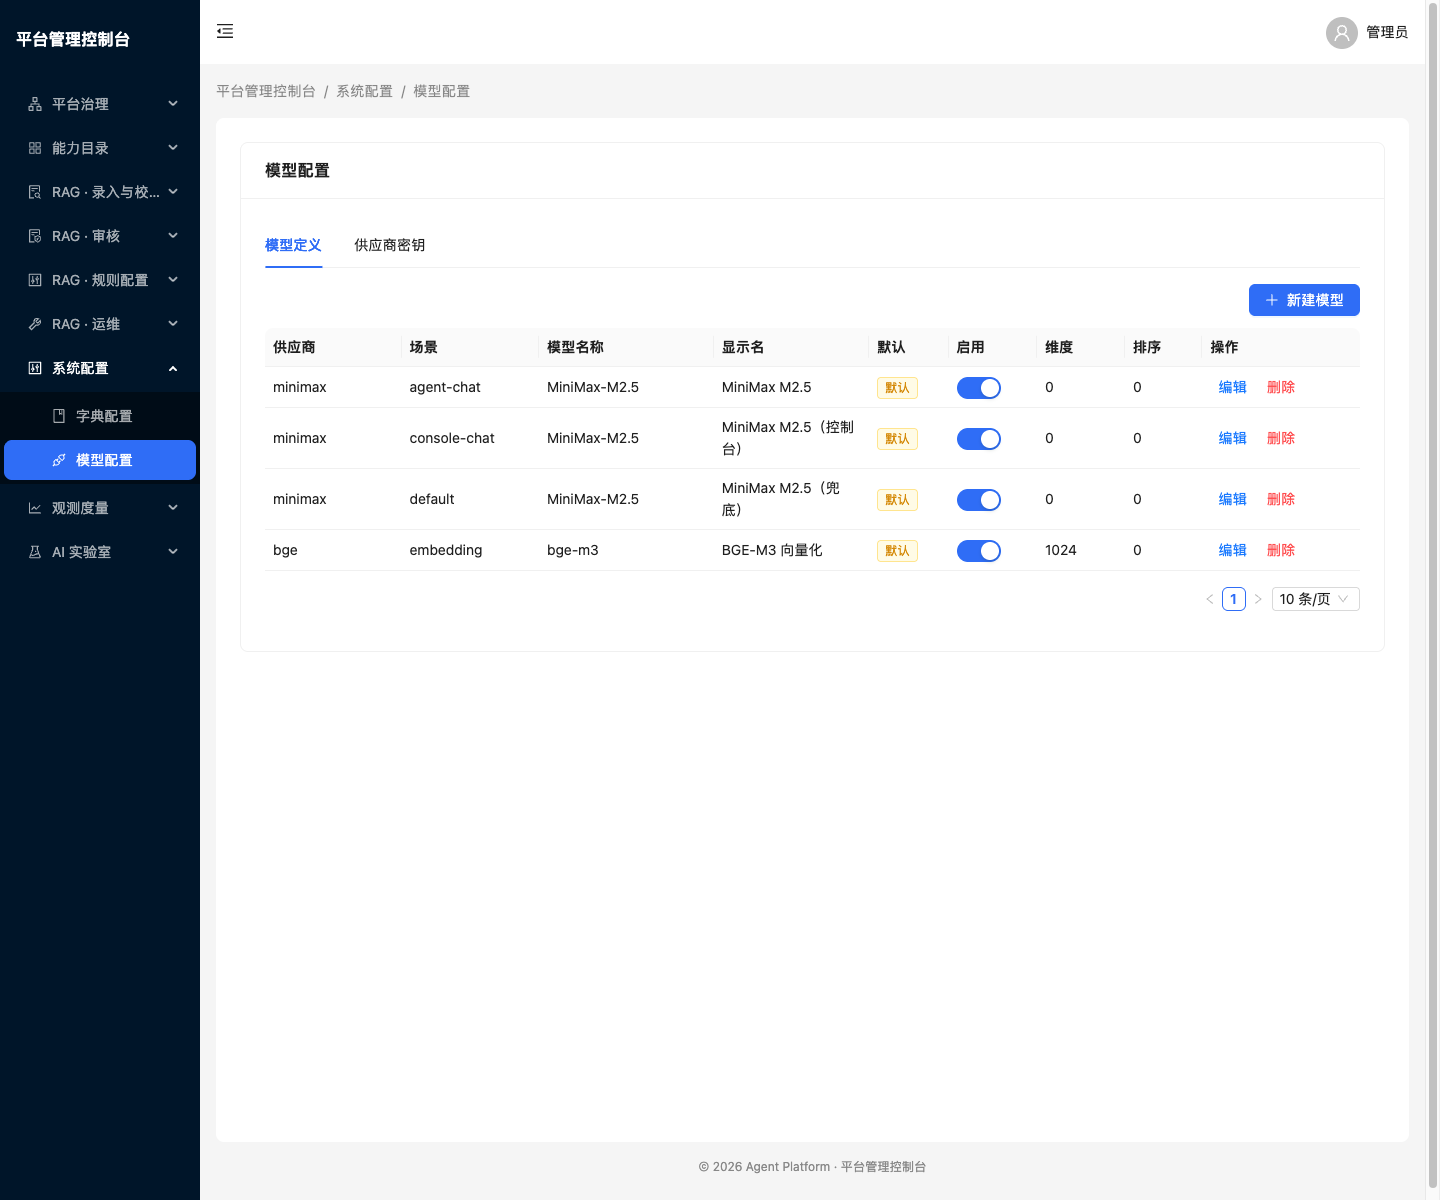 平台管理控制台
平台治理
能力目录
RAG · 录入与校...
RAG · 审核
RAG · 规则配置
RAG · 运维
系统配置
字典配置
模型配置
观测度量
AI 实验室
管理员
平台管理控制台 / 系统配置 / 模型配置
模型配置
模型定义 供应商密钥
新建模型
供应商 场景 模型名称 显示名 默认 启用 维度 排序 操作
minimax agent-chat MiniMax-M2.5 MiniMax M2.5 默认 0 0 编辑 删除
minimax console-chat MiniMax-M2.5 MiniMax M2.5（控制
台） 默认 0 0 编辑 删除
minimax default MiniMax-M2.5 MiniMax M2.5（兜
底） 默认 0 0 编辑 删除
bge embedding bge-m3 BGE-M3 向量化 默认 1024 0 编辑 删除
1 10 条/页
© 2026 Agent Platform · 平台管理控制台